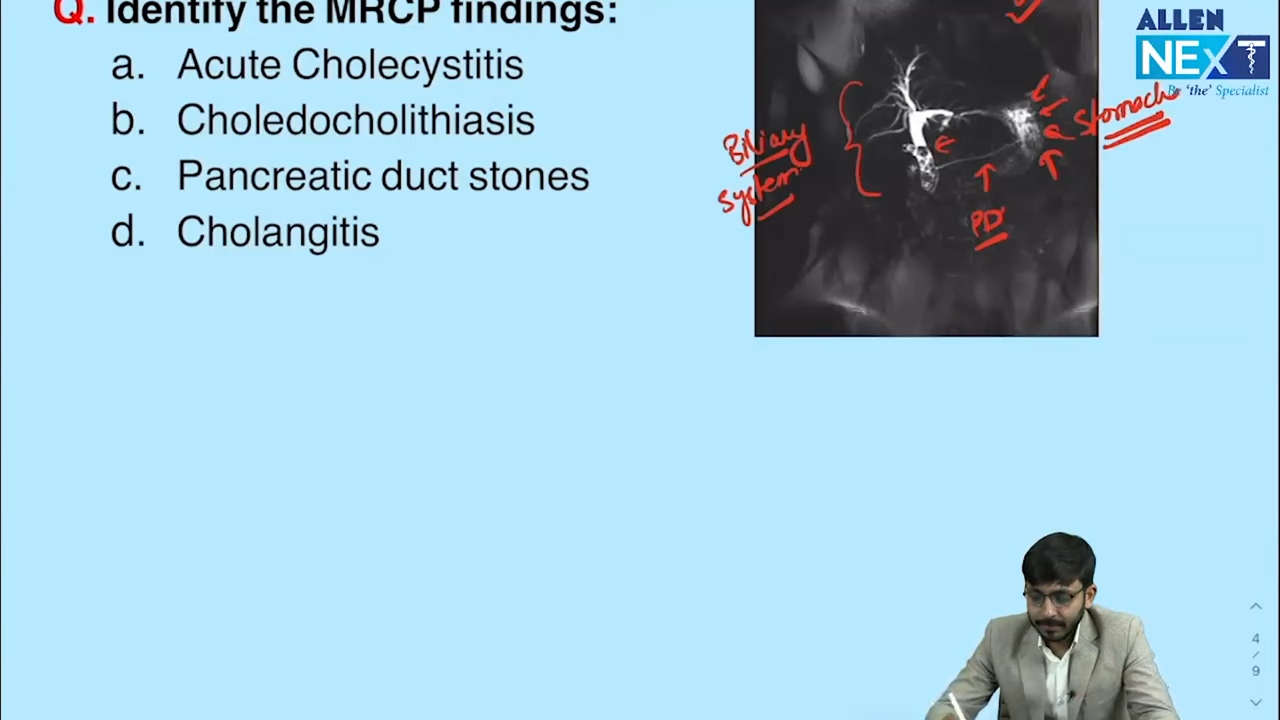 Q. Identify the MRCP findings:
a. Acute Cholecystitis
b. Choledocholithiasis
c. Pancreatic duct stones
d. Cholangitis
Biliary
System
Stomach
PD
ALLEN
NEXT
Be 'the' Specialist
4
/
9